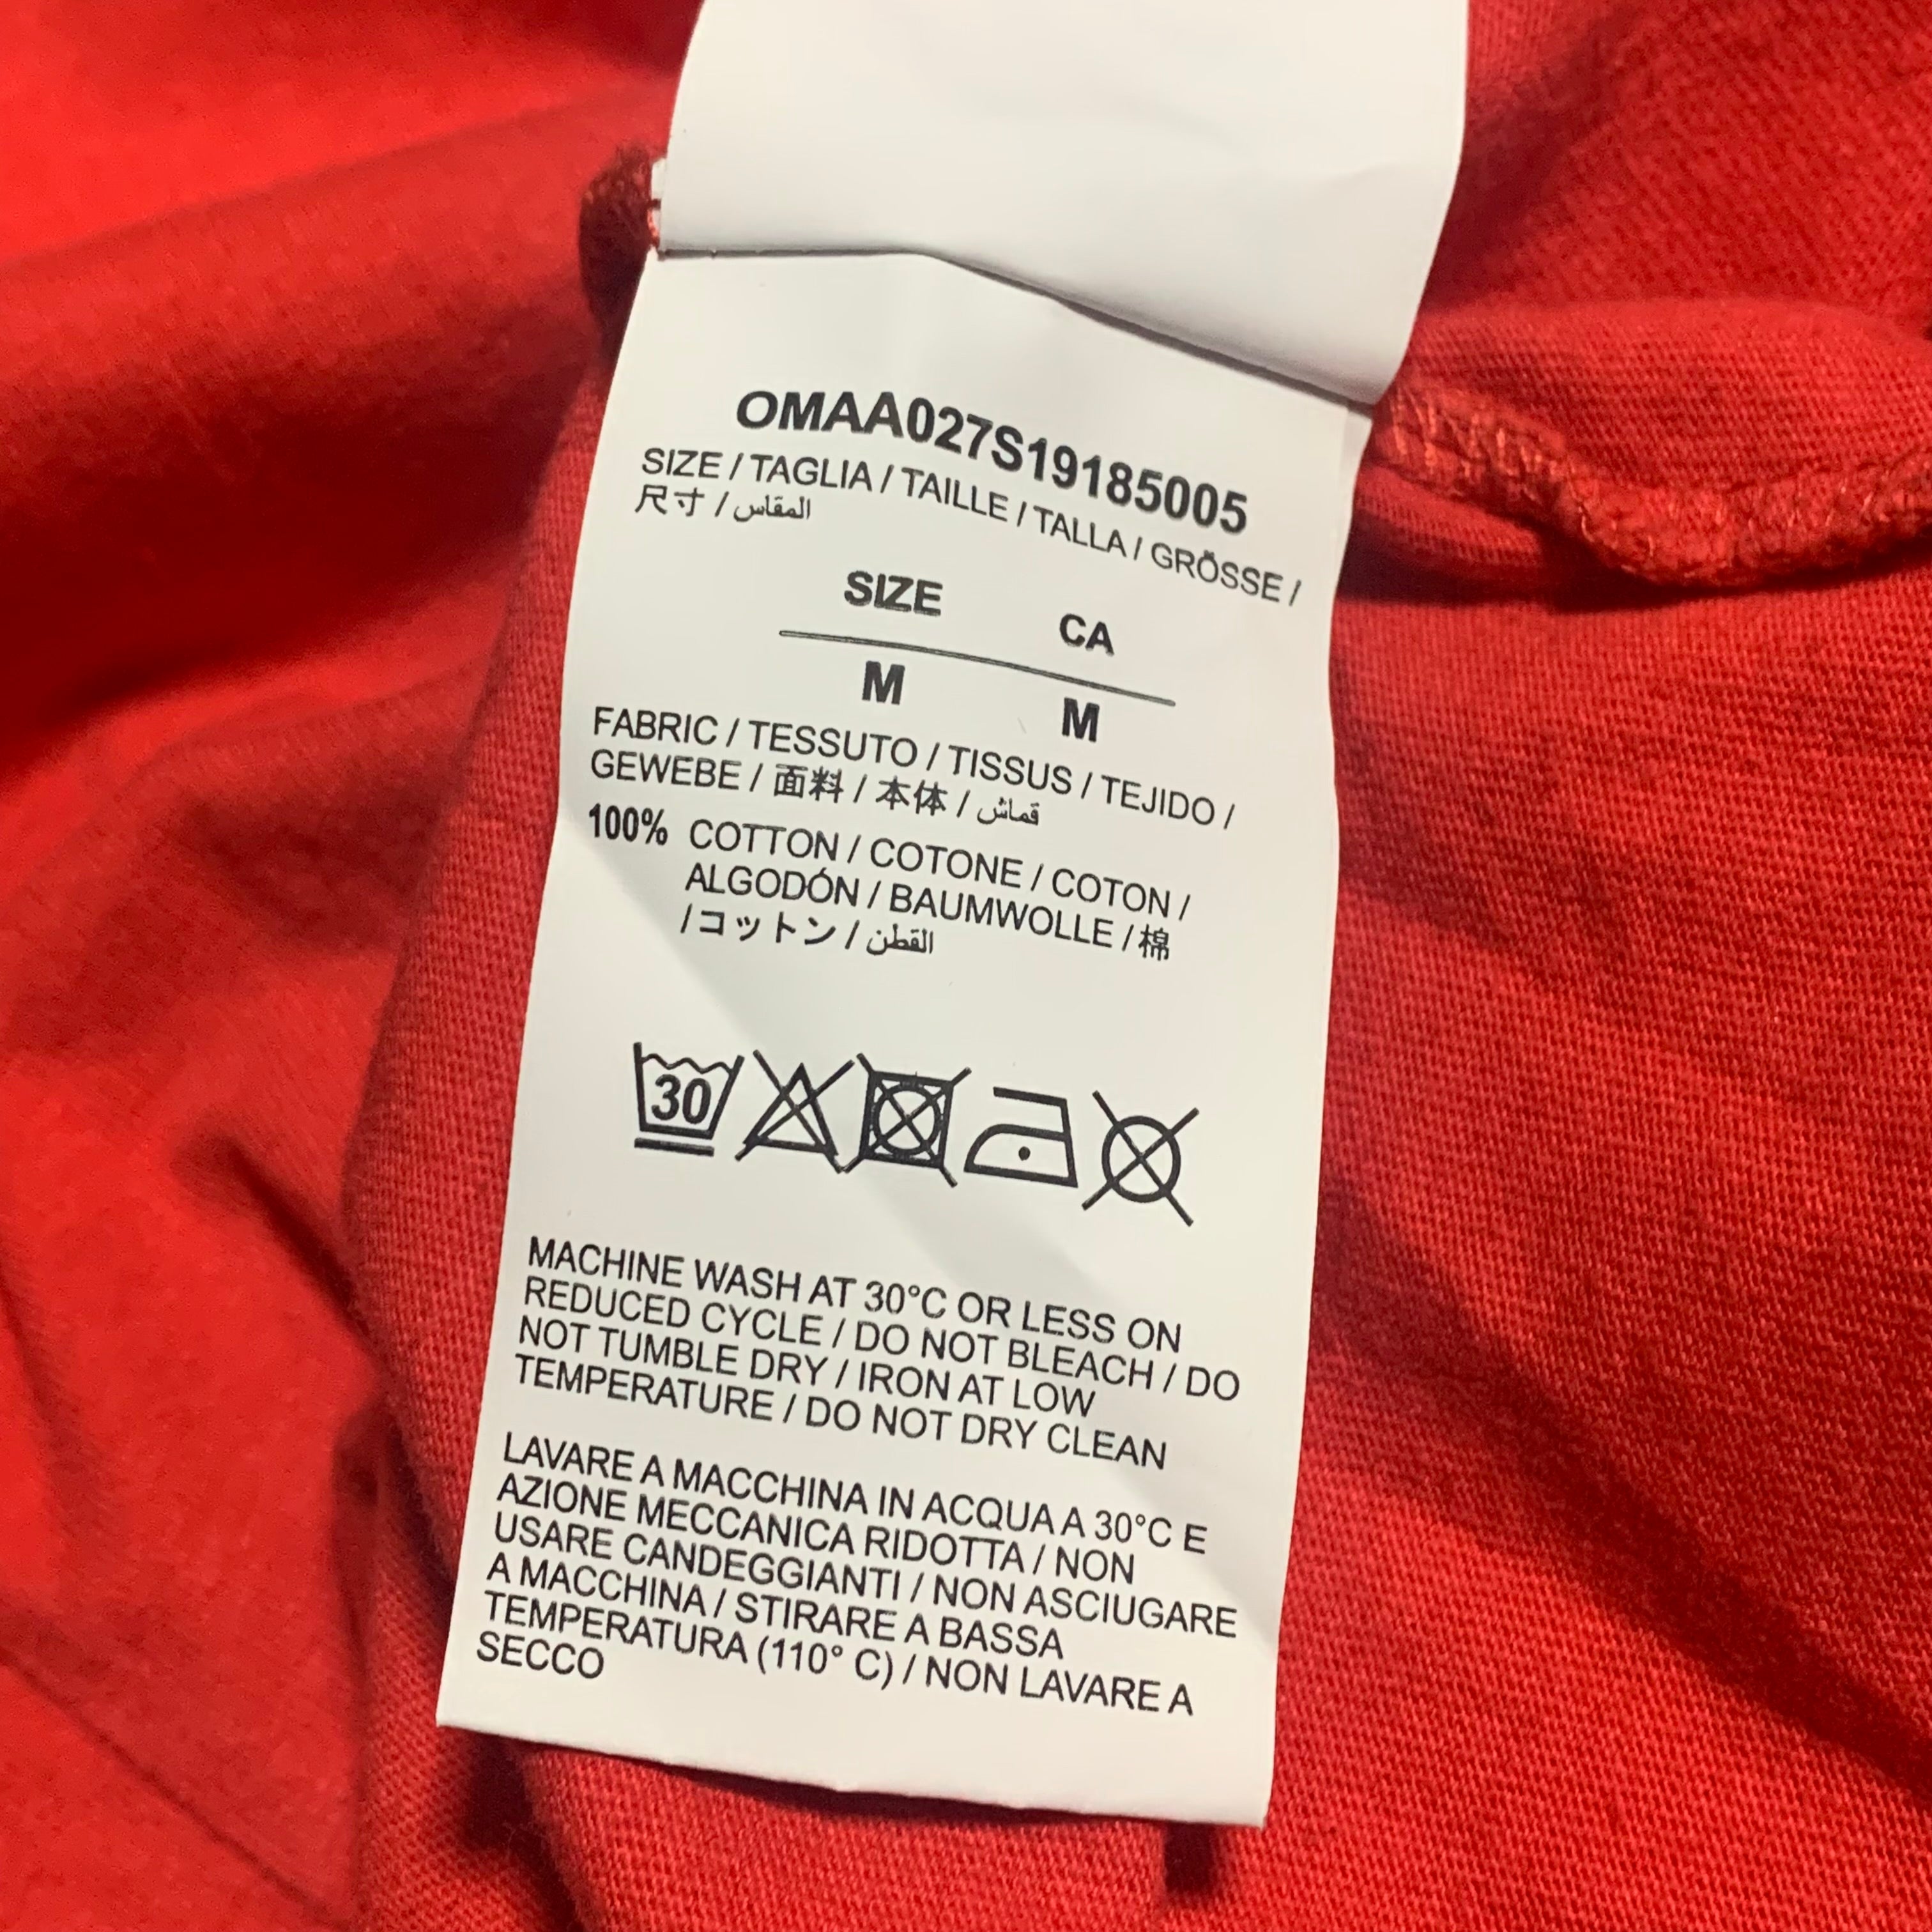 OMAA027S19185005
SIZE / TAGLIA / TAILLE / TALLA / GRÖSSE /
尺寸 / المقاس
SIZE CA
M M
FABRIC / TESSUTO / TISSUS / TEJIDO /
GEWEBE / 面料 / 本体 / قماش
100% COTTON / COTONE / COTON /
ALGODÓN / BAUMWOLLE / 棉
/ コットン / القطن
30
MACHINE WASH AT 30°C OR LESS ON
REDUCED CYCLE / DO NOT BLEACH / DO
NOT TUMBLE DRY / IRON AT LOW
TEMPERATURE / DO NOT DRY CLEAN
LAVARE A MACCHINA IN ACQUA A 30°C E
AZIONE MECCANICA RIDOTTA / NON
USARE CANDEGGIANTI / NON ASCIUGARE
A MACCHINA / STIRARE A BASSA
TEMPERATURA (110° C) / NON LAVARE A
SECCO